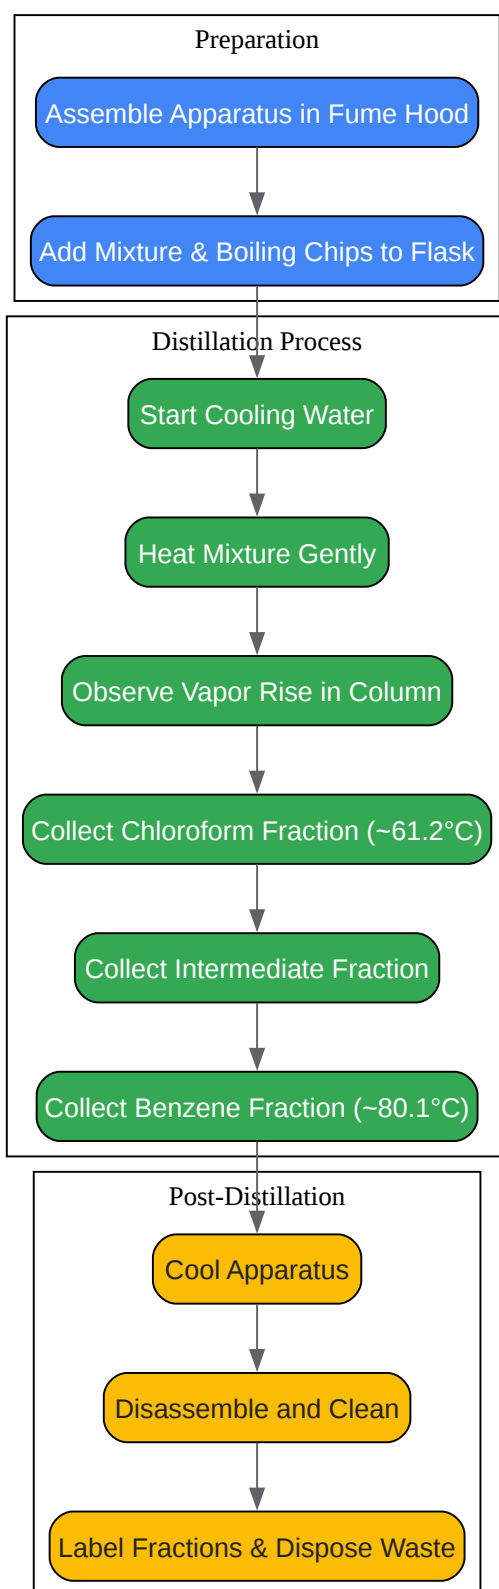 Preparation
Assemble Apparatus in Fume Hood
Add Mixture & Boiling Chips to Flask
Distillation Process
Start Cooling Water
Heat Mixture Gently
Observe Vapor Rise in Column
Collect Chloroform Fraction (~61.2°C)
Collect Intermediate Fraction
Collect Benzene Fraction (~80.1°C)
Post-Distillation
Cool Apparatus
Disassemble and Clean
Label Fractions & Dispose Waste